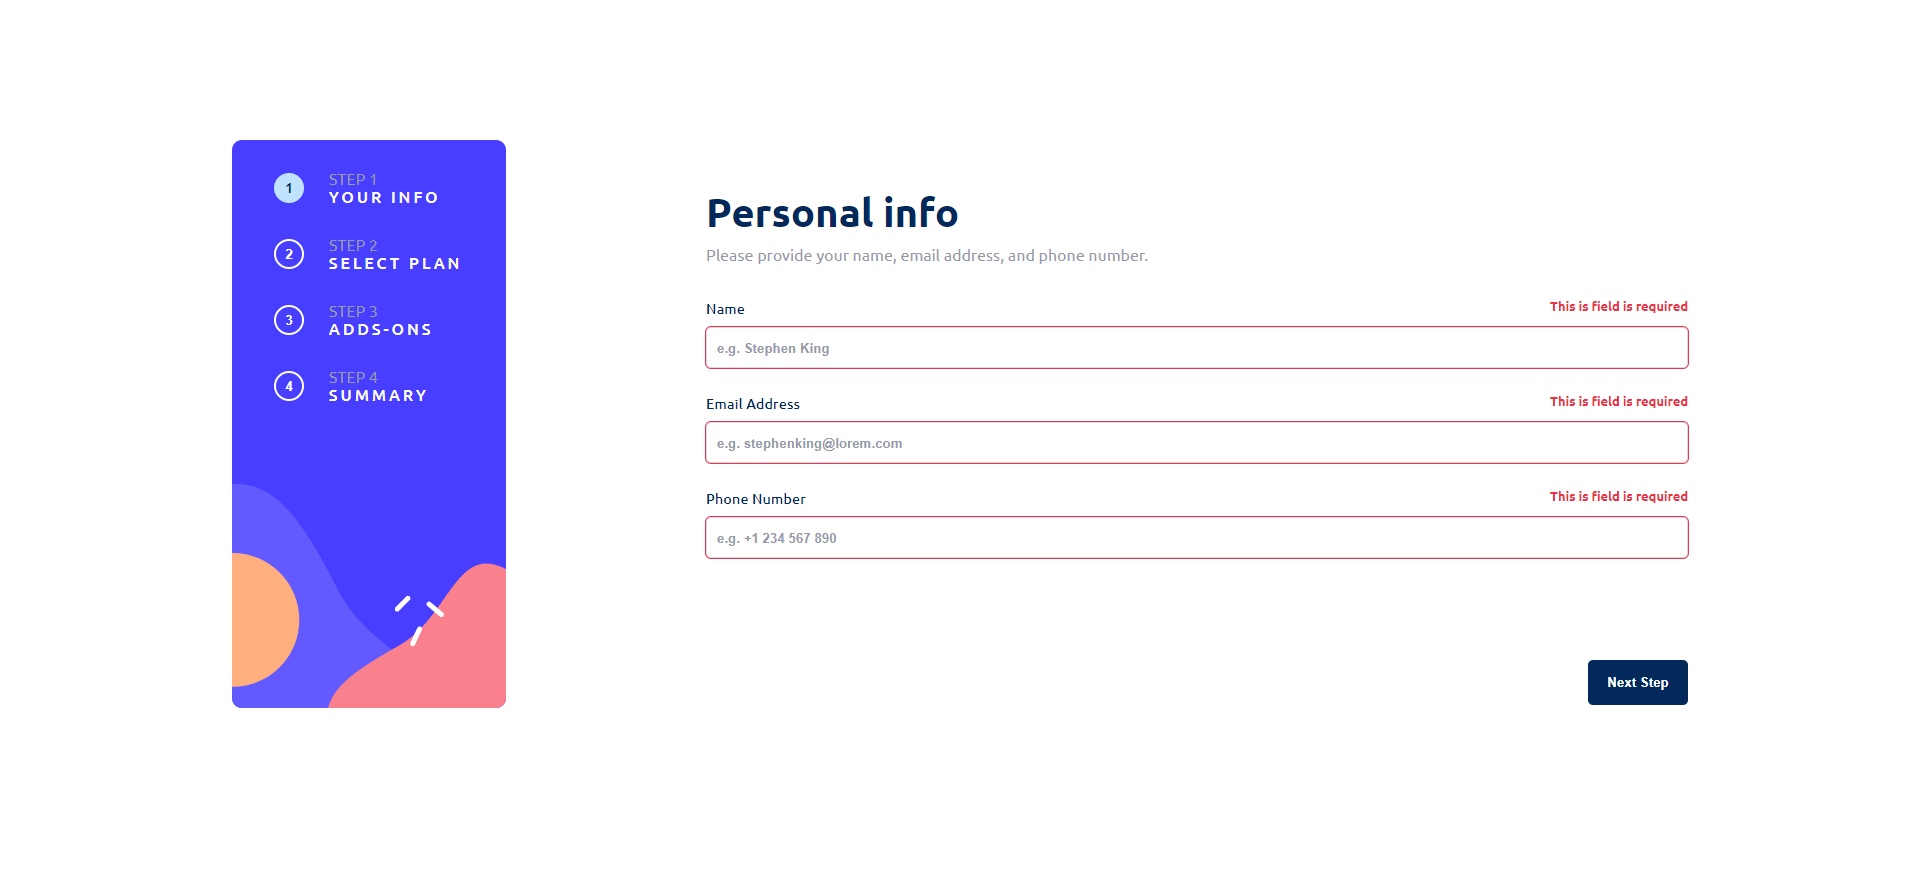 1
STEP 1
YOUR INFO
2
STEP 2
SELECT PLAN
3
STEP 3
ADDS-ONS
4
STEP 4
SUMMARY
Personal info
Please provide your name, email address, and phone number.
Name This is field is required
e.g. Stephen King
Email Address This is field is required
e.g. stephenking@lorem.com
Phone Number This is field is required
e.g. +1 234 567 890
Next Step